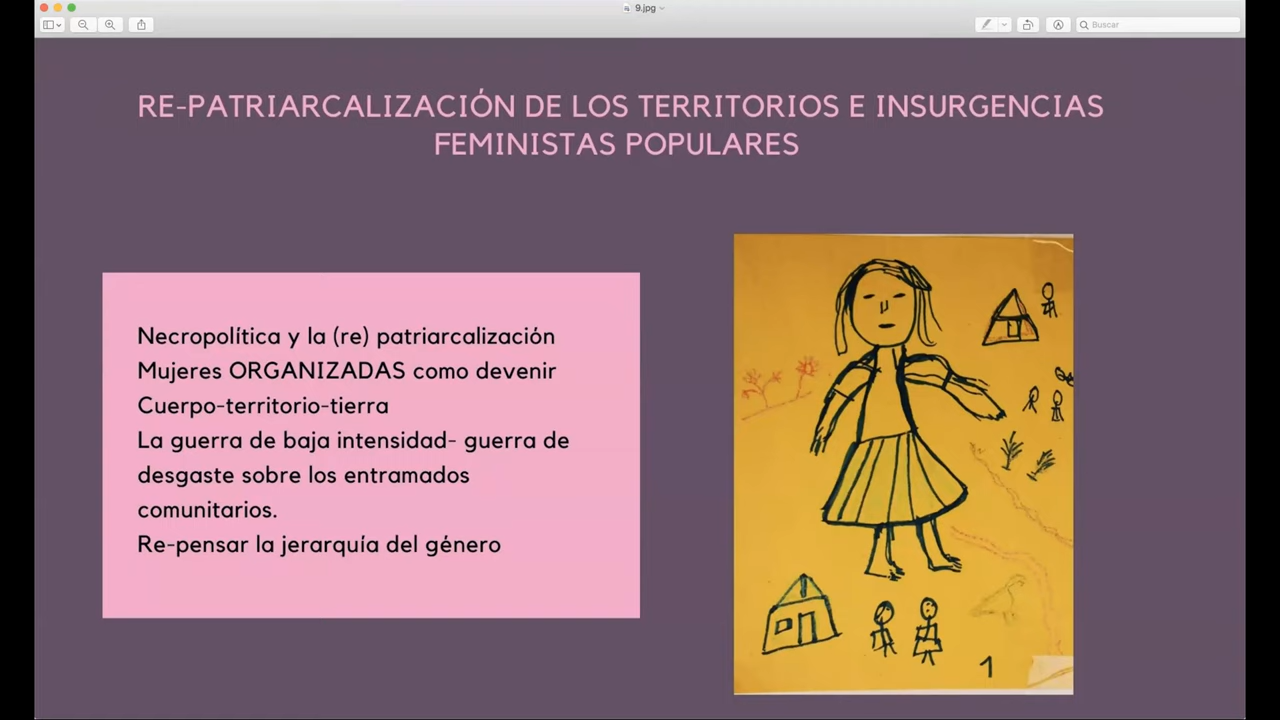 9.jpg
Buscar
RE-PATRIARCALIZACIÓN DE LOS TERRITORIOS E INSURGENCIAS
FEMINISTAS POPULARES
Necropolítica y la (re) patriarcalización
Mujeres ORGANIZADAS como devenir
Cuerpo-territorio-tierra
La guerra de baja intensidad- guerra de
desgaste sobre los entramados
comunitarios.
Re-pensar la jerarquía del género
1